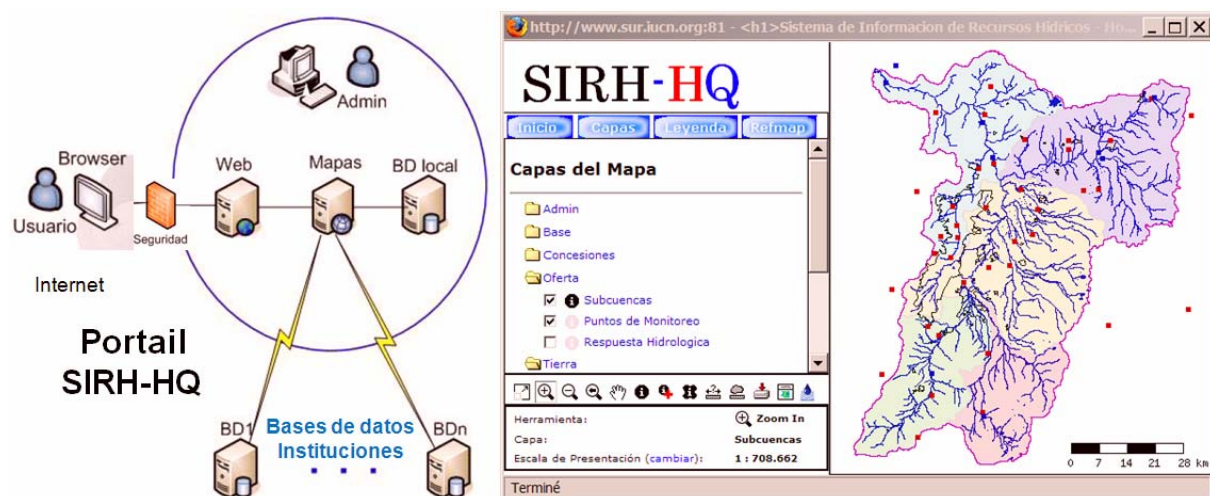 Admin
Browser
Web
Mapas
BD local
Usuario
Seguridad
Internet
Portail
SIRH-HQ
BD1
Bases de datos
Instituciones
BDn
http://www.sur.iucn.org:81 - <h1>Sistema de Informacion de Recursos Hidricos - Ho...
SIRH-HQ
Inicio Capas Leyenda Refmap
Capas del Mapa
Admin
Base
Concesiones
Oferta
Subcuencas
Puntos de Monitoreo
Respuesta Hidrologica
Tierra
Herramienta: Zoom In
Capa: Subcuencas
Escala de Presentación (cambiar): 1 : 708.662
0 7 14 21 28 km
Terminé